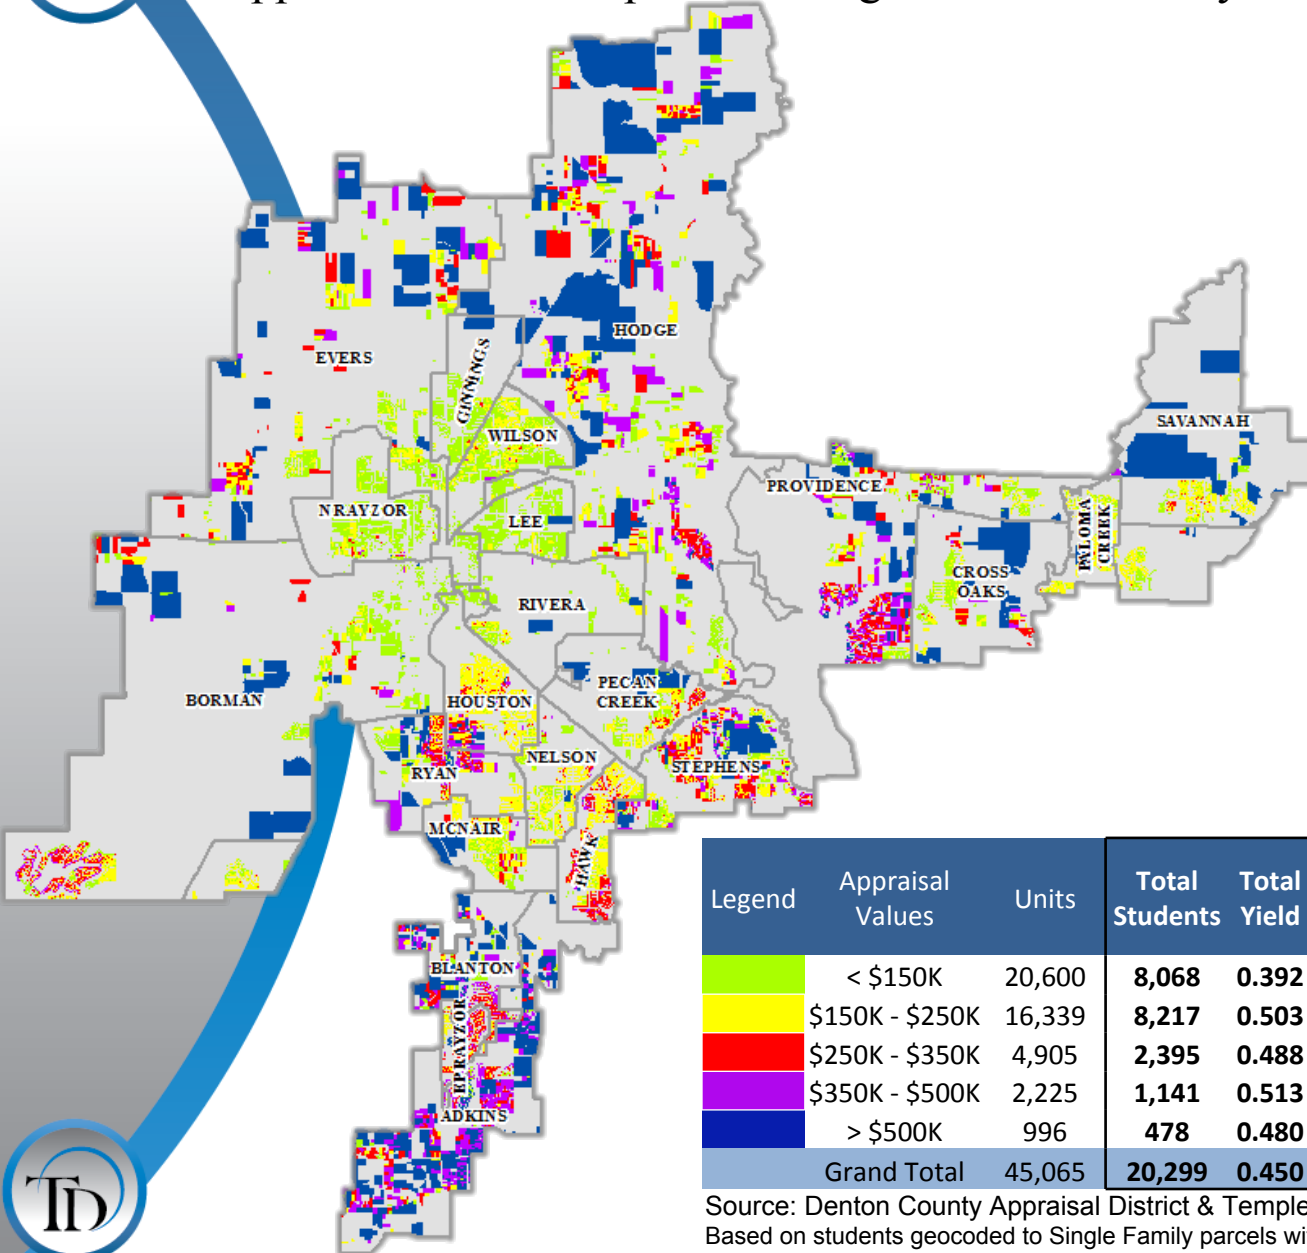 HODGE
EVERS
GINNINGS
SAVANNAH
WILSON
PROVIDENCE
N RAYZOR
LEE
PALOMA
CREEK
CROSS
OAKS
RIVERA
BORMAN
HOUSTON
PECAN
CREEK
NELSON
STEPHENS
RYAN
MCNAIR
HAWK
BLANTON
EP RAYZOR
ADKINS
Legend Appraisal Values Units Total Students Total Yield
< $150K 20,600 8,068 0.392
$150K - $250K 16,339 8,217 0.503
$250K - $350K 4,905 2,395 0.488
$350K - $500K 2,225 1,141 0.513
> $500K 996 478 0.480
Grand Total 45,065 20,299 0.450
Source: Denton County Appraisal District & Temple
Based on students geocoded to Single Family parcels wi
TD